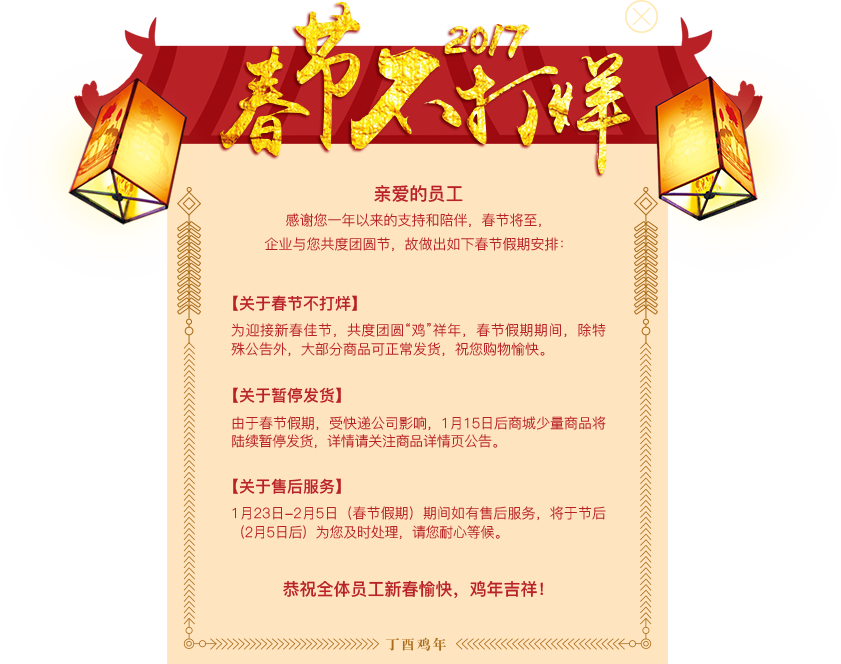 2017
春节不打烊
亲爱的员工
感谢您一年以来的支持和陪伴，春节将至，
企业与您共度团圆节，故做出如下春节假期安排：
【关于春节不打烊】
为迎接新春佳节，共度团圆“鸡”祥年，春节假期期间，除特
殊公告外，大部分商品可正常发货，祝您购物愉快。
【关于暂停发货】
由于春节假期，受快递公司影响，1月15日后商城少量商品将
陆续暂停发货，详情请关注商品详情页公告。
【关于售后服务】
1月23日-2月5日（春节假期）期间如有售后服务，将于节后
（2月5日后）为您及时处理，请您耐心等候。
恭祝全体员工新春愉快，鸡年吉祥！
丁酉鸡年